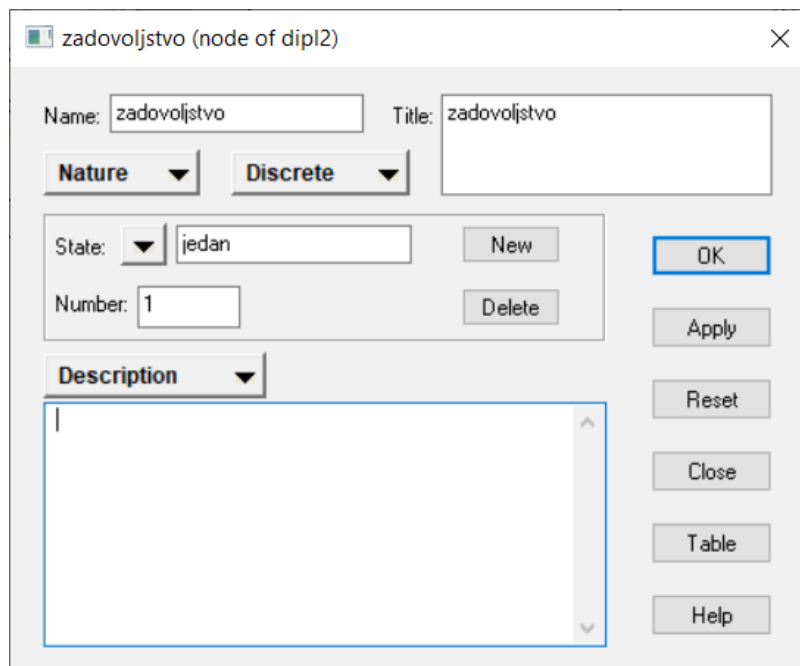 zadovoljstvo (node of dipl2)
Name: zadovoljstvo Title: zadovoljstvo
Nature Discrete
State: jedan New
OK
Number: 1 Delete
Apply
Description
Reset
Close
Table
Help